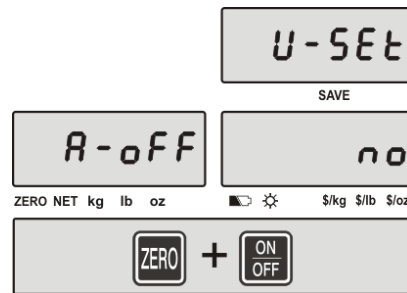 U-SEt
SAVE
A-oFF no
ZERO NET kg lb oz $/kg $/lb $/oz
ZERO + ON
OFF